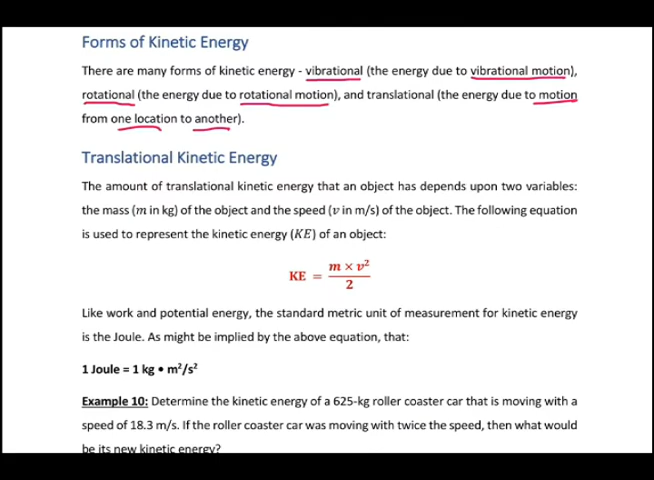 Forms of Kinetic Energy
There are many forms of kinetic energy - vibrational (the energy due to vibrational motion),
rotational (the energy due to rotational motion), and translational (the energy due to motion
from one location to another).
Translational Kinetic Energy
The amount of translational kinetic energy that an object has depends upon two variables:
the mass (m in kg) of the object and the speed (v in m/s) of the object. The following equation
is used to represent the kinetic energy (KE) of an object:
KE = m × v² / 2
Like work and potential energy, the standard metric unit of measurement for kinetic energy
is the Joule. As might be implied by the above equation, that:
1 Joule = 1 kg • m²/s²
Example 10: Determine the kinetic energy of a 625-kg roller coaster car that is moving with a
speed of 18.3 m/s. If the roller coaster car was moving with twice the speed, then what would
be its new kinetic energy?